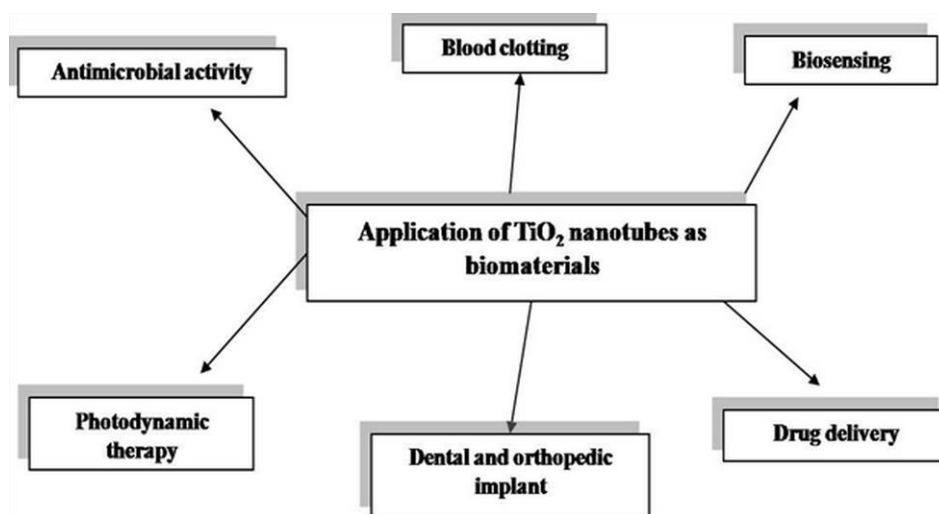 Blood clotting
Antimicrobial activity
Biosensing
Application of TiO₂ nanotubes as
biomaterials
Photodynamic
therapy
Dental and orthopedic
implant
Drug delivery